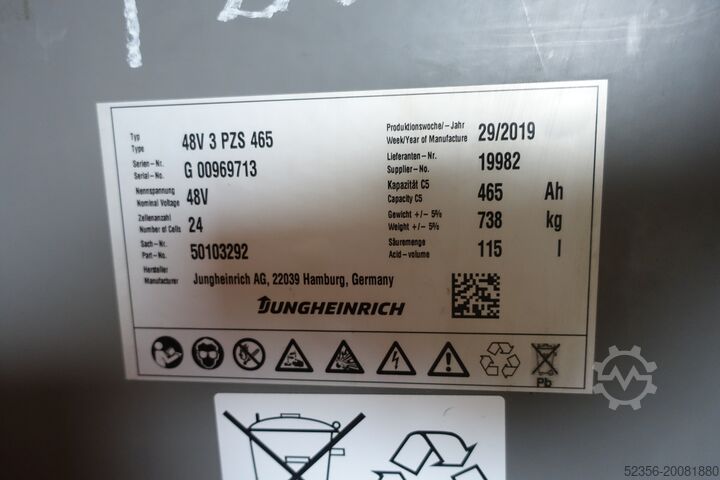 Typ
Type
48V 3 PZS 465
Serien-Nr.
Serial-No.
G 00969713
Nennspannung
Nominal Voltage
48V
Zellenanzahl
Number of Cells
24
Sach-Nr.
Part-No.
50103292
Hersteller
Manufacturer
Jungheinrich AG, 22039 Hamburg, Germany
Produktionswoche/-Jahr
Week/Year of Manufacture
29/2019
Lieferanten-Nr.
Supplier-No.
19982
Kapazität C5
Capacity C5
465 Ah
Gewicht +/- 5%
Weight +/- 5%
738 kg
Säuremenge
Acid-volume
115 l
JUNGHEINRICH
Pb
52356-20081880